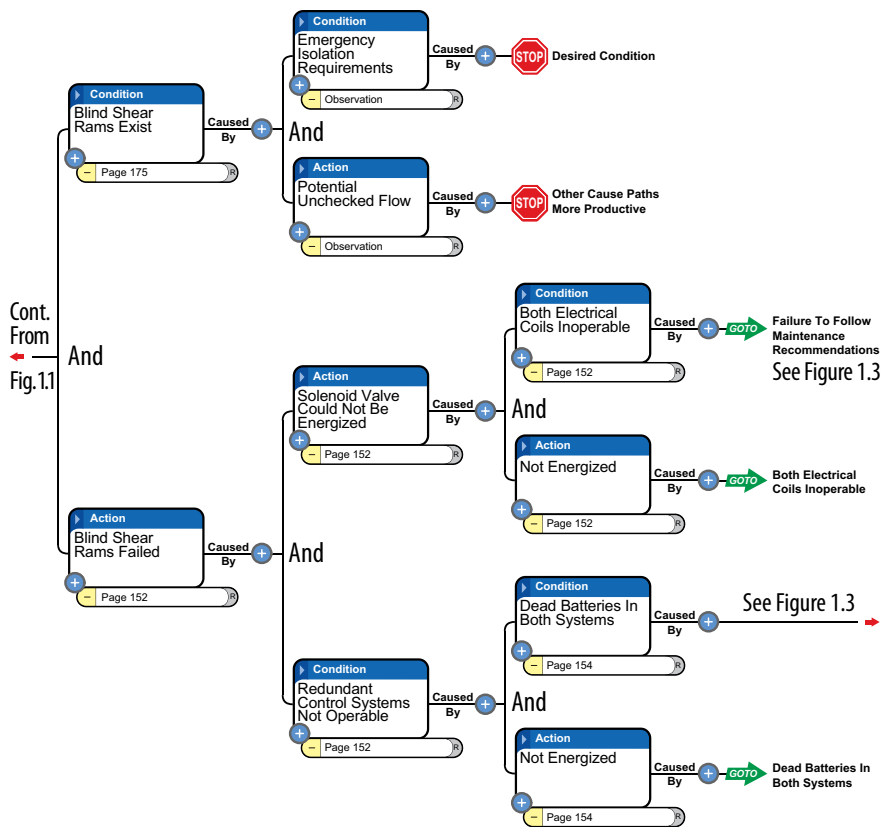 Condition
Emergency
Isolation
Requirements
Observation
R
Caused
By
STOP
Desired Condition
Condition
Blind Shear
Rams Exist
Page 175
R
Caused
By
And
Action
Potential
Unchecked Flow
Observation
R
Caused
By
STOP
Other Cause Paths
More Productive
Cont.
From
Fig.1.1
And
Condition
Both Electrical
Coils Inoperable
Page 152
R
Caused
By
GOTO
Failure To Follow
Maintenance
Recommendations
See Figure 1.3
Action
Solenoid Valve
Could Not Be
Energized
Page 152
R
Caused
By
And
Action
Not Energized
Page 152
R
Caused
By
GOTO
Both Electrical
Coils Inoperable
Action
Blind Shear
Rams Failed
Page 152
R
Caused
By
And
Condition
Dead Batteries In
Both Systems
Page 154
R
Caused
By
See Figure 1.3
Condition
Redundant
Control Systems
Not Operable
Page 152
R
Caused
By
And
Action
Not Energized
Page 154
R
Caused
By
GOTO
Dead Batteries In
Both Systems